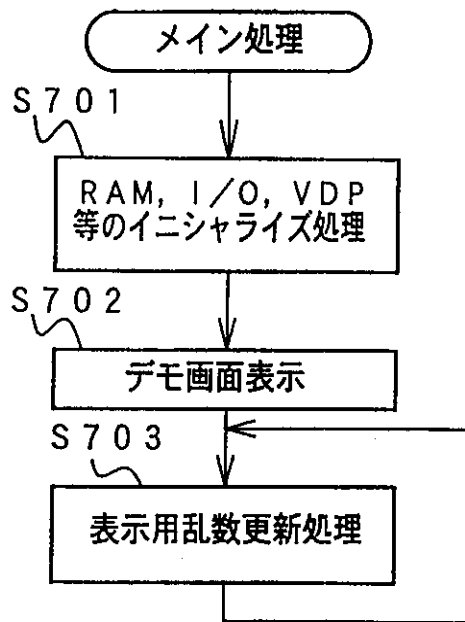 メイン処理
S701
RAM, I/O, VDP
等のイニシャライズ処理
S702
デモ画面表示
S703
表示用乱数更新処理